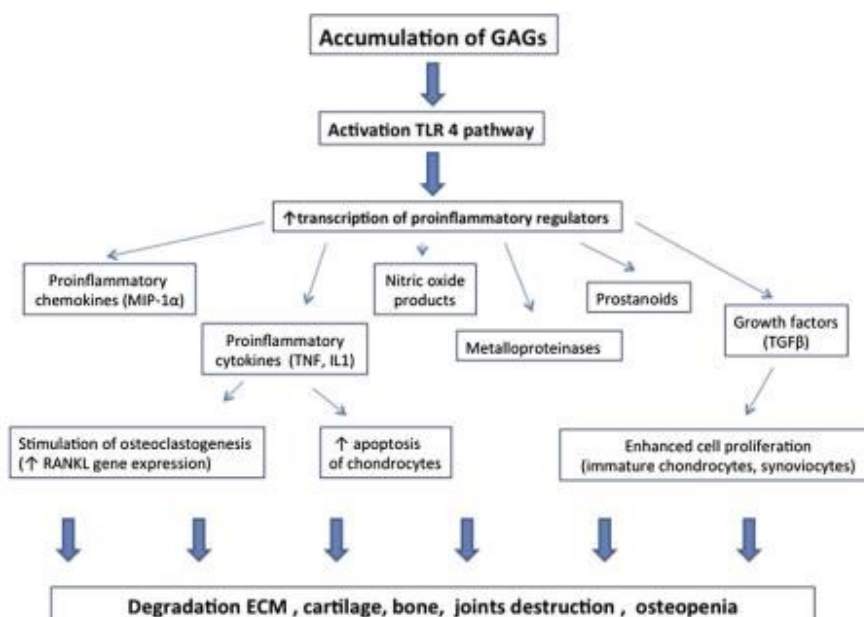 Accumulation of GAGs
Activation TLR 4 pathway
↑transcription of proinflammatory regulators
Proinflammatory
chemokines (MIP-1α)
Nitric oxide
products
Prostanoids
Growth factors
(TGFβ)
Proinflammatory
cytokines (TNF, IL1)
Metalloproteinases
Stimulation of osteoclastogenesis
(↑ RANKL gene expression)
↑ apoptosis
of chondrocytes
Enhanced cell proliferation
(immature chondrocytes, synoviocytes)
Degradation ECM , cartilage, bone, joints destruction , osteopenia